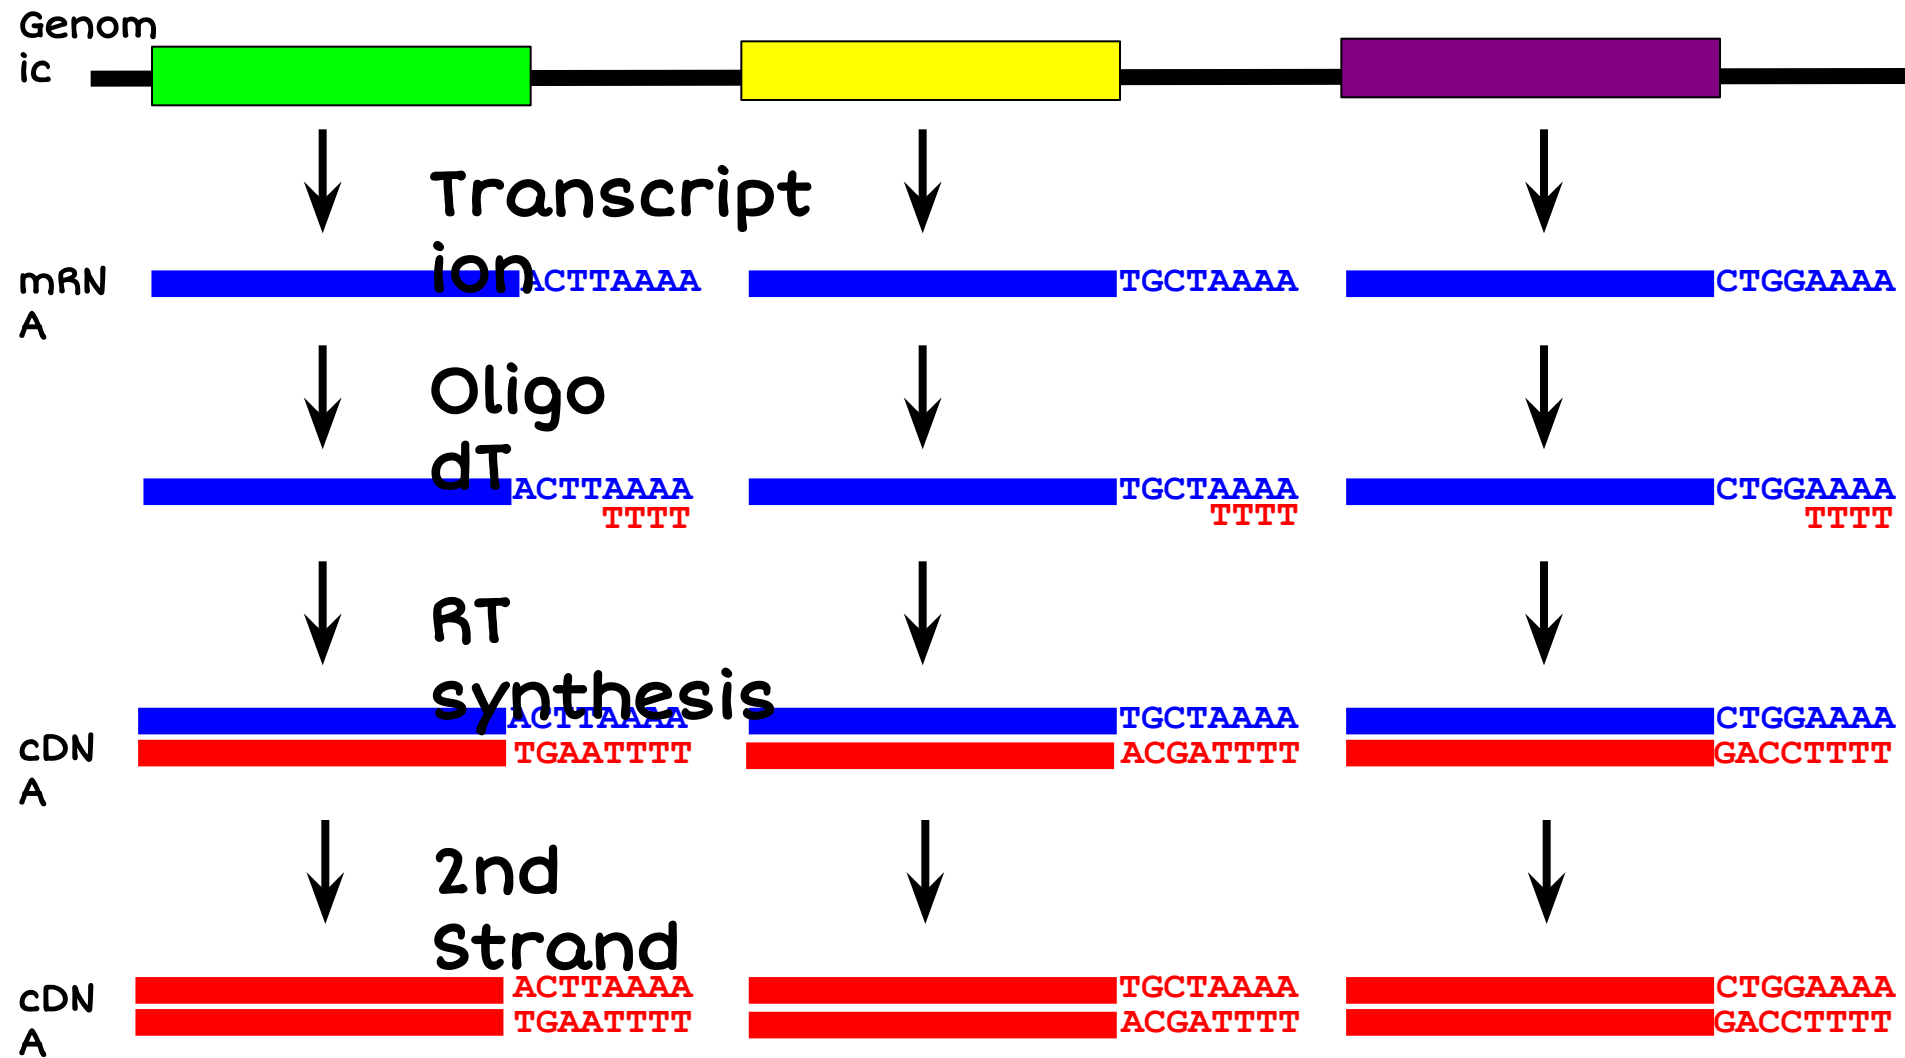 Genom
ic
Transcript
ion
mRN
A
ACTTAAAA
TGCTAAAA
CTGGAAAA
Oligo
dT
ACTTAAAA
TTTT
TGCTAAAA
TTTT
CTGGAAAA
TTTT
RT
synthesis
cDN
A
ACTTAAAA
TGAATTTT
TGCTAAAA
ACGATTTT
CTGGAAAA
GACCTTTT
2nd
Strand
cDN
A
ACTTAAAA
TGAATTTT
TGCTAAAA
ACGATTTT
CTGGAAAA
GACCTTTT